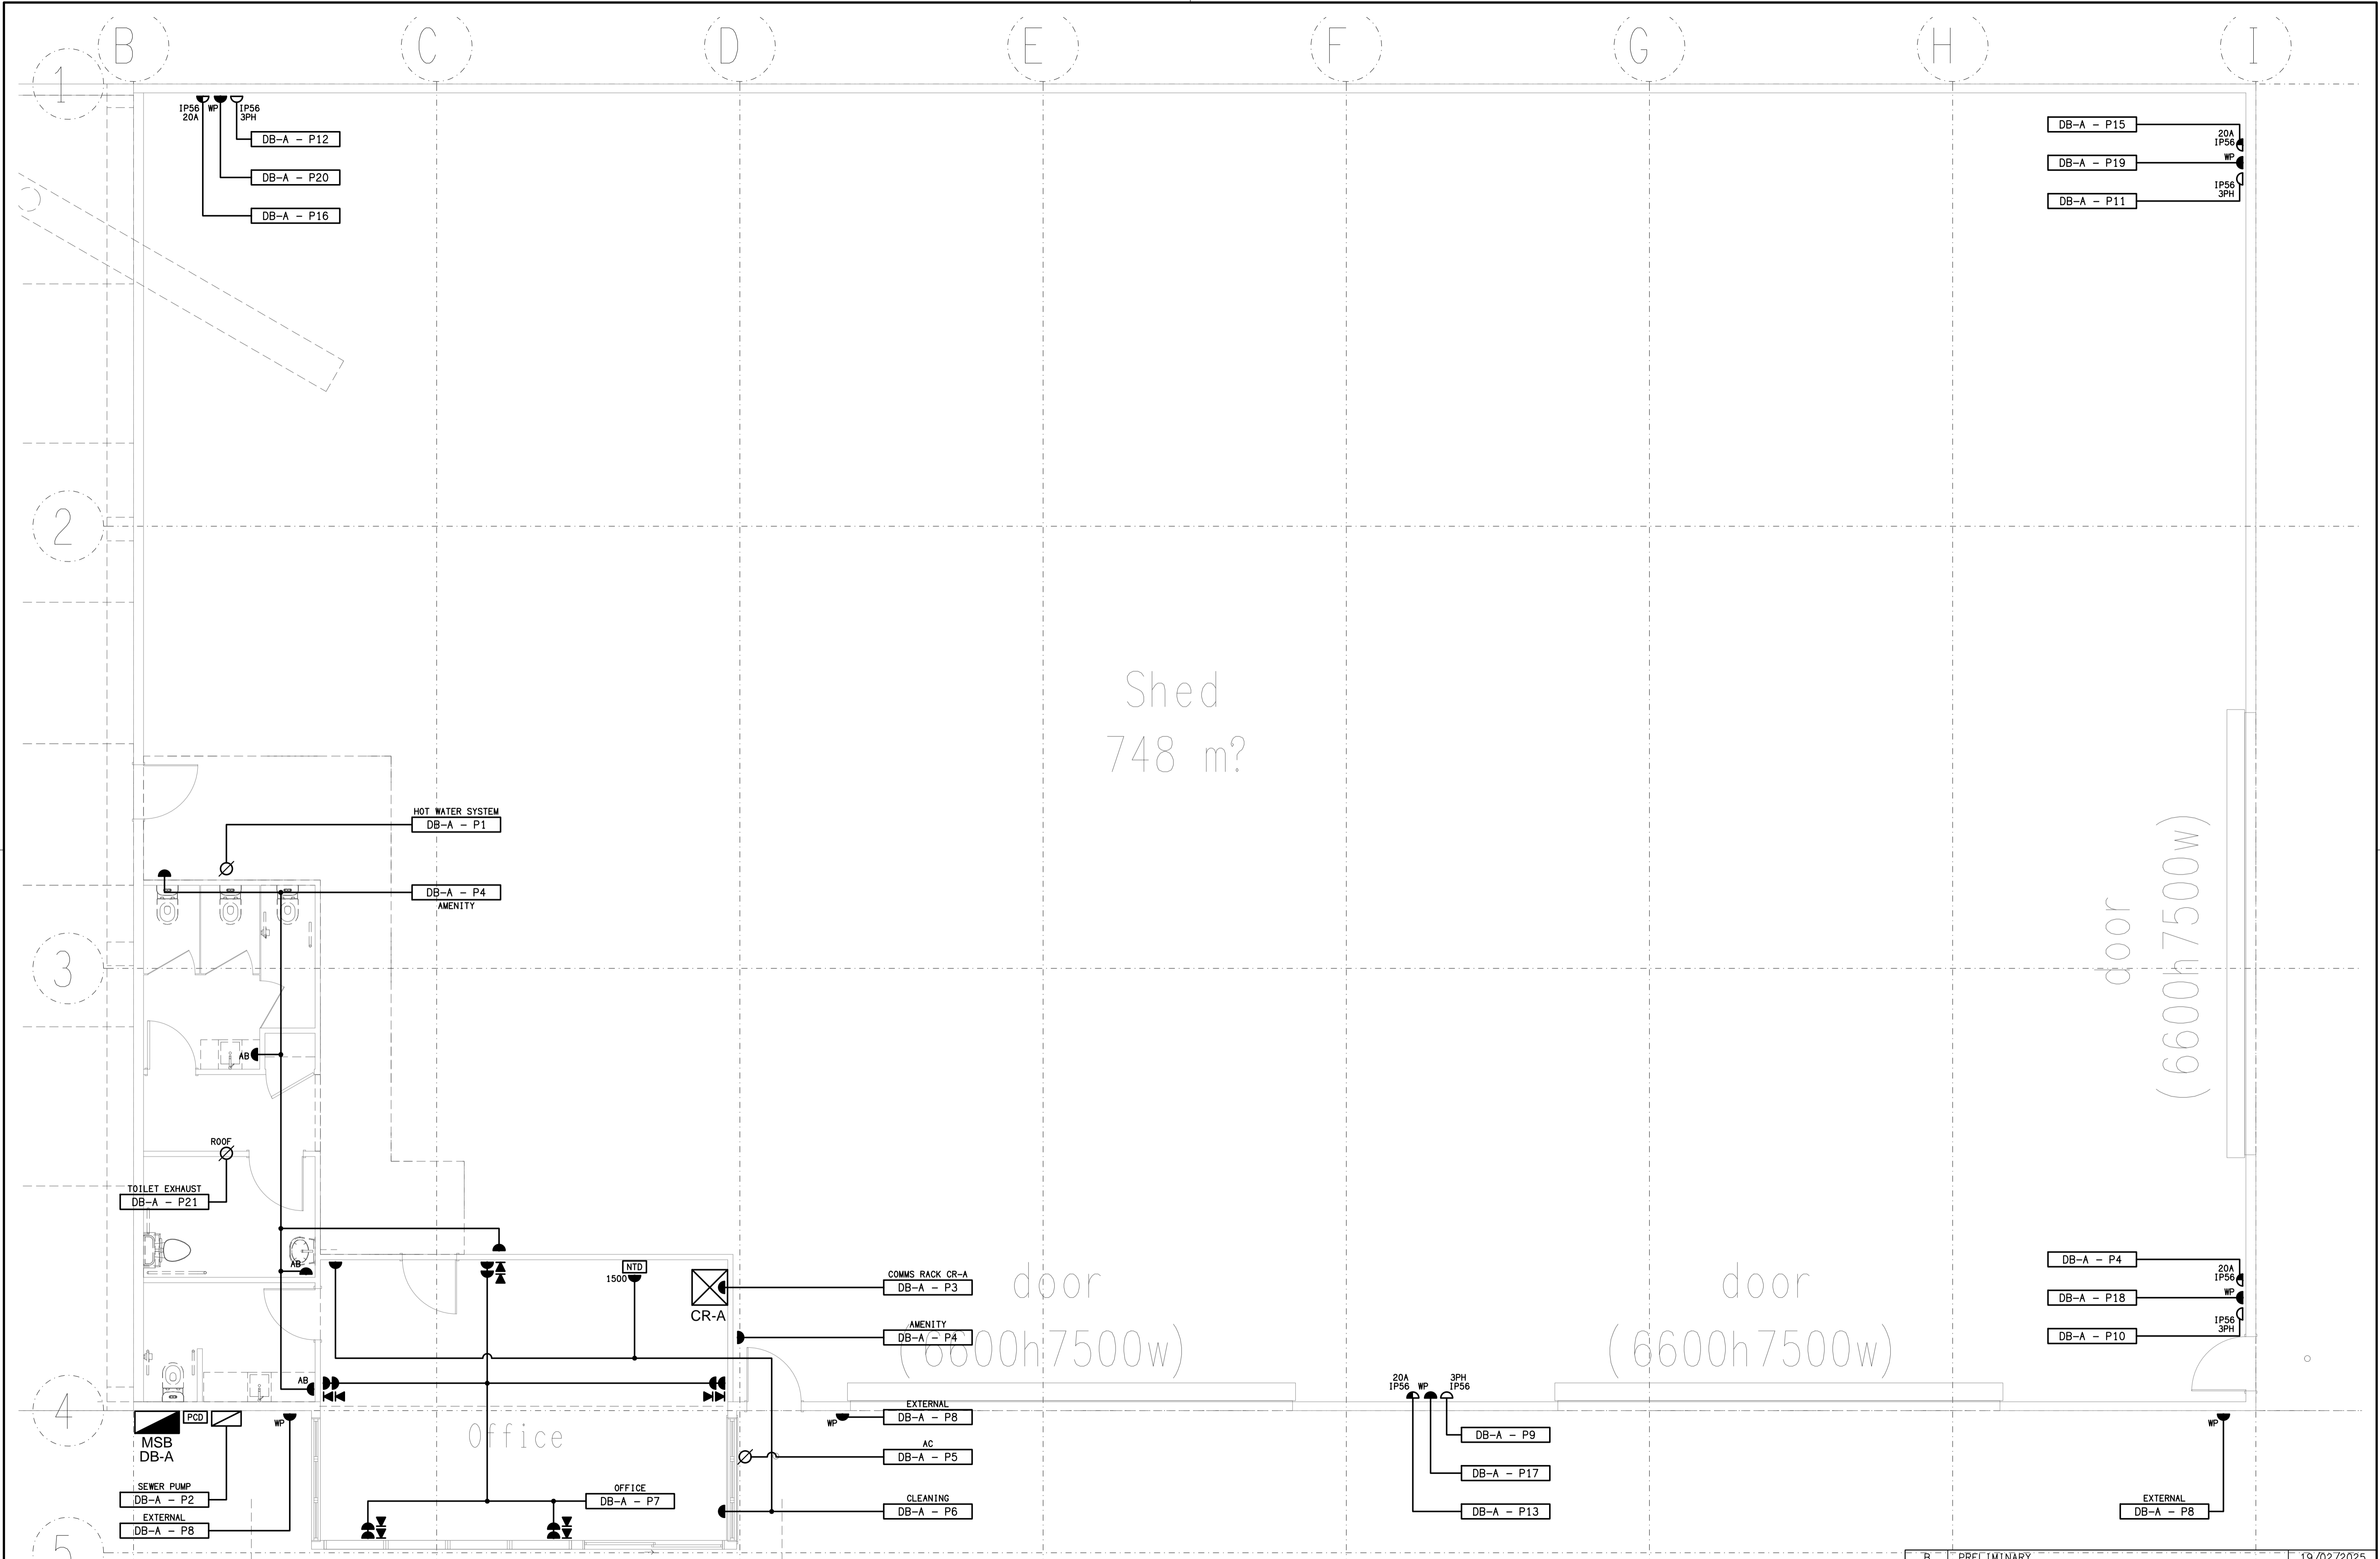 B C D E F G H I
1
IP56 WP IP56
20A 3PH
DB-A - P12
DB-A - P20
DB-A - P16
DB-A - P15
20A
IP56
DB-A - P19
WP
IP56
3PH
DB-A - P11
2
Shed
748 m?
HOT WATER SYSTEM
DB-A - P1
DB-A - P4
AMENITY
door
(6600h7500w)
3
AB
ROOF
TOILET EXHAUST
DB-A - P21
AB
NTD
1500
CR-A
COMMS RACK CR-A
DB-A - P3
AMENITY
DB-A - P4
door
(6600h7500w)
door
(6600h7500w)
DB-A - P4
20A
IP56
DB-A - P18
WP
IP56
3PH
DB-A - P10
AB
4
PCD
WP
MSB
DB-A
Office
WP
EXTERNAL
DB-A - P8
AC
DB-A - P5
20A 3PH
IP56 WP IP56
DB-A - P9
DB-A - P17
DB-A - P13
WP
SEWER PUMP
DB-A - P2
EXTERNAL
DB-A - P8
OFFICE
DB-A - P7
CLEANING
DB-A - P6
EXTERNAL
DB-A - P8
5
B PRELIMINARY 19/02/2025